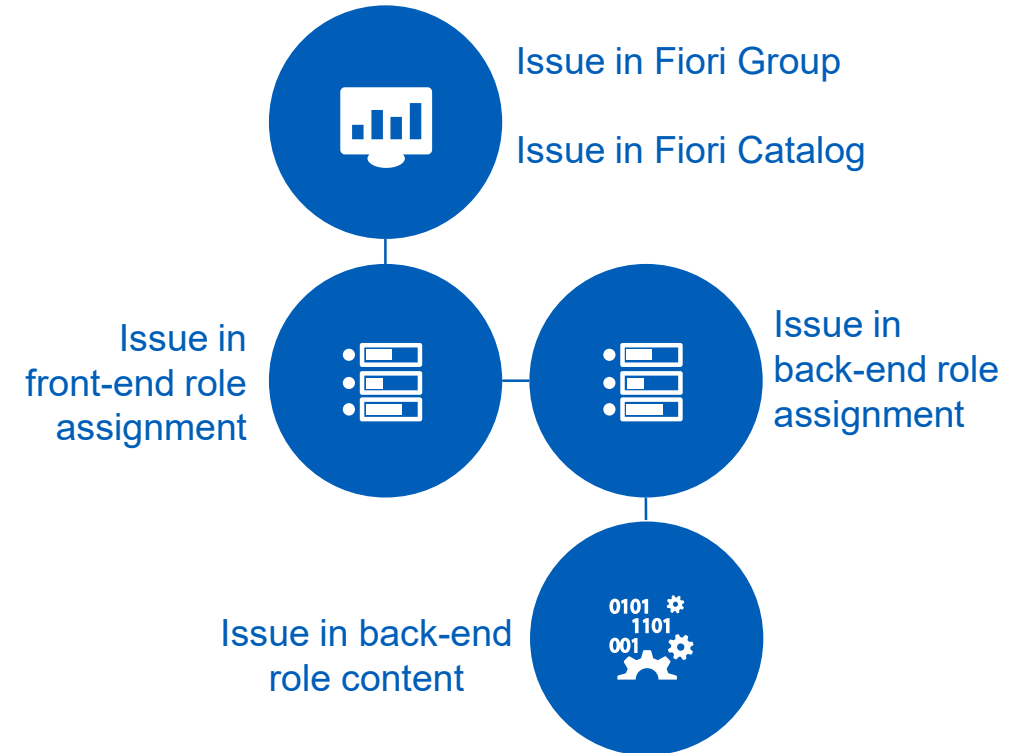 Issue in Fiori Group
Issue in Fiori Catalog
Issue in
front-end role
assignment
Issue in
back-end role
assignment
0101
1101
001
Issue in back-end
role content